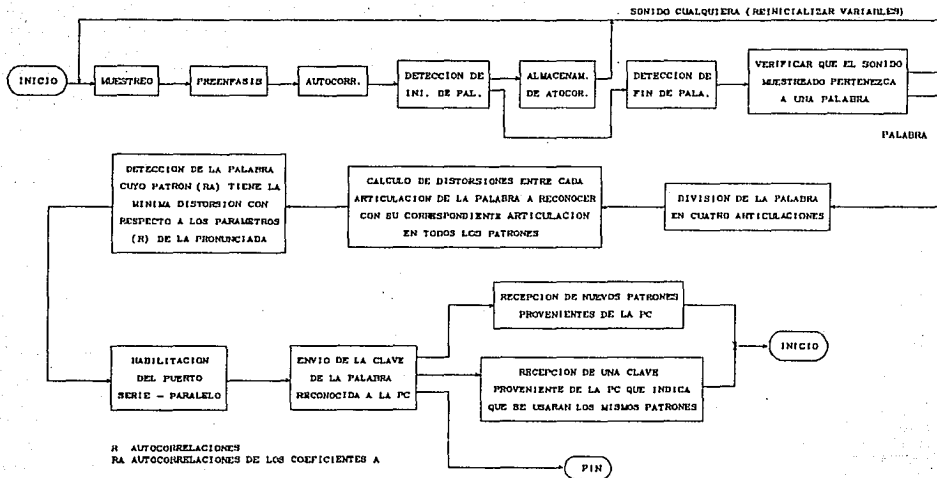 SONIDO CUALQUIERA (REINICIALIZAR VARIABLES)
INICIO
MUESTREO
PREENFASIS
AUTOCORR.
DETECCION DE
INI. DE PAL.
ALMACENAM.
DE ATOCOR.
DETECCION DE
FIN DE PALA.
VERIFICAR QUE EL SONIDO
MUESTREADO PERTENEZCA
A UNA PALABRA
PALABRA
DETECCION DE LA PALABRA
CUYO PATRON (RA) TIENE LA
MINIMA DISTORSION CON
RESPECTO A LOS PARAMETROS
(R) DE LA PRONUNCIADA
CALCULO DE DISTORSIONES ENTRE CADA
ARTICULACION DE LA PALABRA A RECONOCER
CON SU CORRESPONDIENTE ARTICULACION
EN TODOS LOS PATRONES
DIVISION DE LA PALABRA
EN CUATRO ARTICULACIONES
HABILITACION
DEL PUERTO
SERIE - PARALELO
ENVIO DE LA CLAVE
DE LA PALABRA
RECONOCIDA A LA PC
RECEPCION DE NUEVOS PATRONES
PROVENIENTES DE LA PC
RECEPCION DE UNA CLAVE
PROVENIENTE DE LA PC QUE INDICA
QUE SE USARAN LOS MISMOS PATRONES
INICIO
FIN
R AUTOCORRELACIONES
RA AUTOCORRELACIONES DE LOS COEFICIENTES A